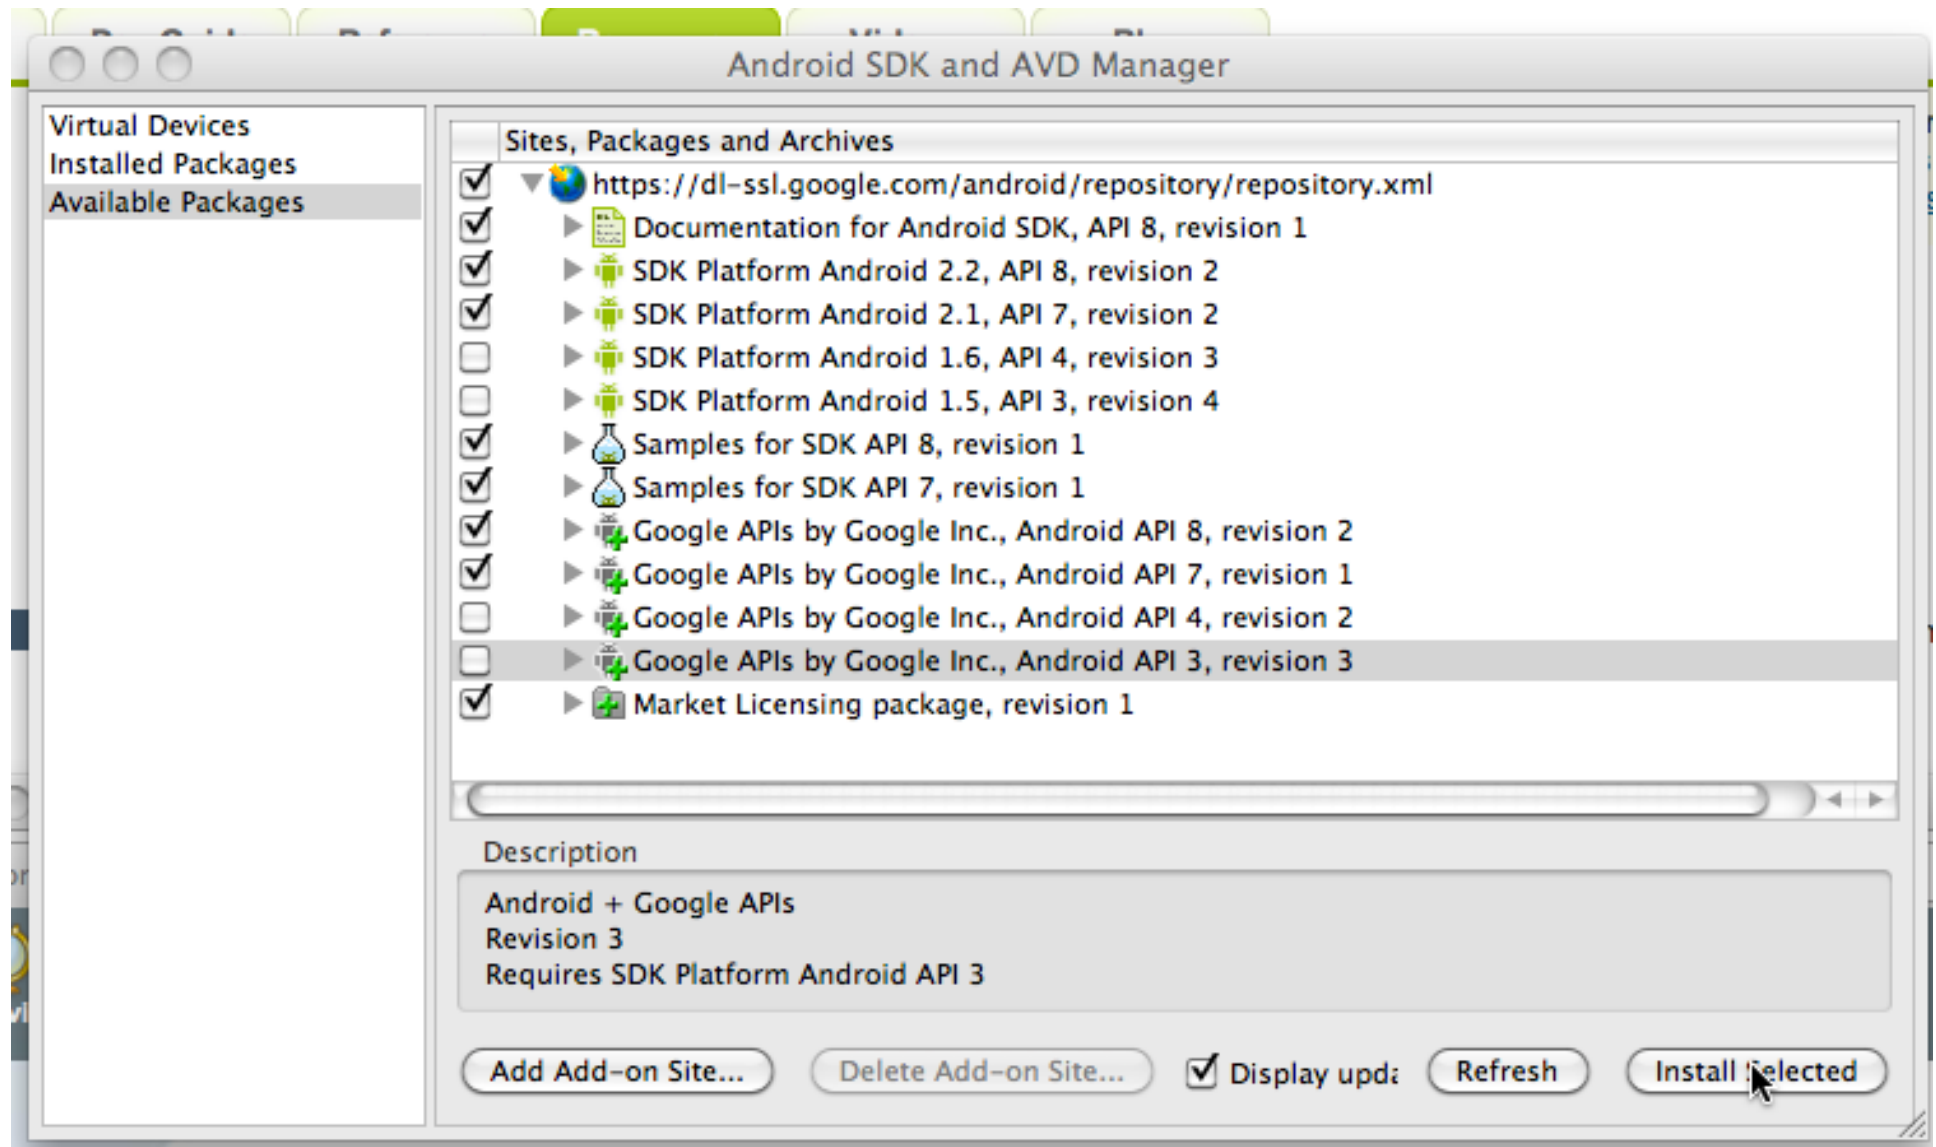 Android SDK and AVD Manager
Virtual Devices
Installed Packages
Available Packages
Sites, Packages and Archives
https://dl-ssl.google.com/android/repository/repository.xml
Documentation for Android SDK, API 8, revision 1
SDK Platform Android 2.2, API 8, revision 2
SDK Platform Android 2.1, API 7, revision 2
SDK Platform Android 1.6, API 4, revision 3
SDK Platform Android 1.5, API 3, revision 4
Samples for SDK API 8, revision 1
Samples for SDK API 7, revision 1
Google APIs by Google Inc., Android API 8, revision 2
Google APIs by Google Inc., Android API 7, revision 1
Google APIs by Google Inc., Android API 4, revision 2
Google APIs by Google Inc., Android API 3, revision 3
Market Licensing package, revision 1
Description
Android + Google APIs
Revision 3
Requires SDK Platform Android API 3
Add Add-on Site...
Delete Add-on Site...
Display upda
Refresh
Install Selected